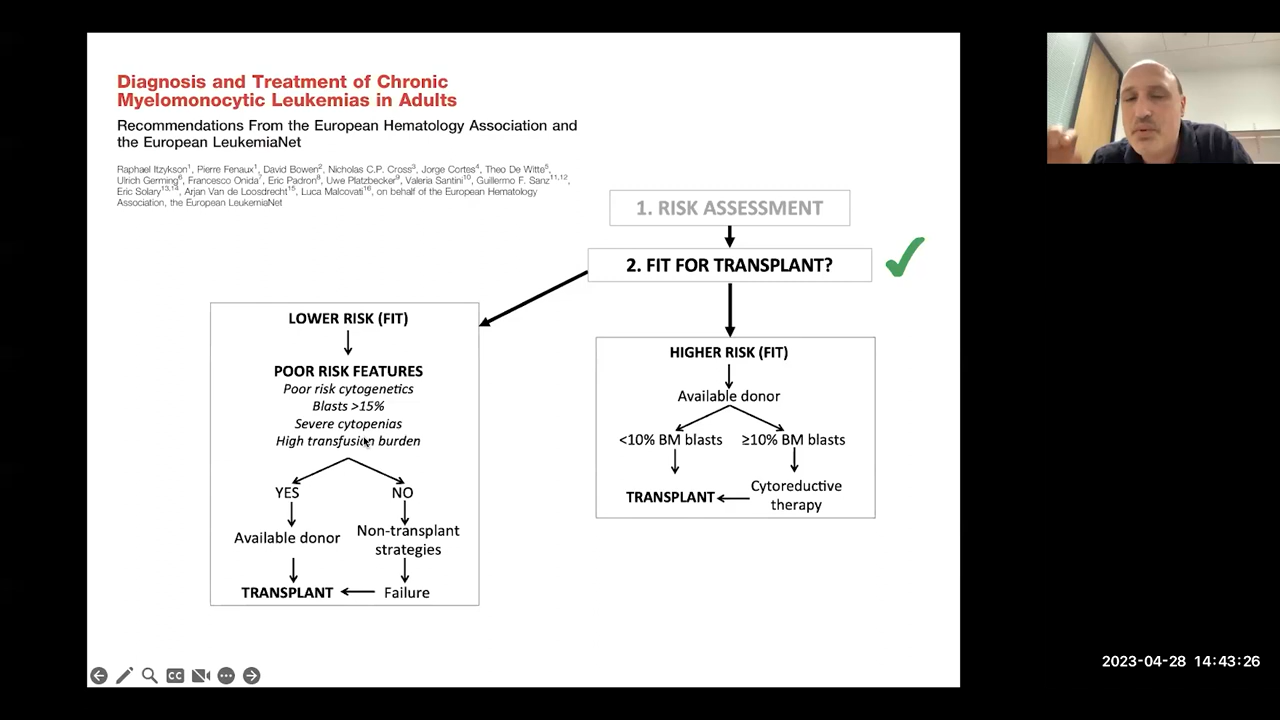 Diagnosis and Treatment of Chronic
Myelomonocytic Leukemias in Adults
Recommendations From the European Hematology Association and
the European LeukemiaNet
Raphael Itzykson1, Pierre Fenaux1, David Bowen2, Nicholas C.P. Cross3, Jorge Cortes4, Theo De Witte5,
Ulrich Germing6, Francesco Onida7, Eric Padron8, Uwe Platzbecker9, Valeria Santini10, Guillermo F. Sanz11,12,
Eric Solary13,14, Arjan Van de Loosdrecht15, Luca Malcovati16, on behalf of the European Hematology
Association, the European LeukemiaNet
1. RISK ASSESSMENT
2. FIT FOR TRANSPLANT?
LOWER RISK (FIT)
POOR RISK FEATURES
Poor risk cytogenetics
Blasts >15%
Severe cytopenias
High transfusion burden
YES
NO
Available donor
Non-transplant
strategies
TRANSPLANT
Failure
HIGHER RISK (FIT)
Available donor
<10% BM blasts
≥10% BM blasts
TRANSPLANT
Cytoreductive
therapy
CC
2023-04-28 14:43:26